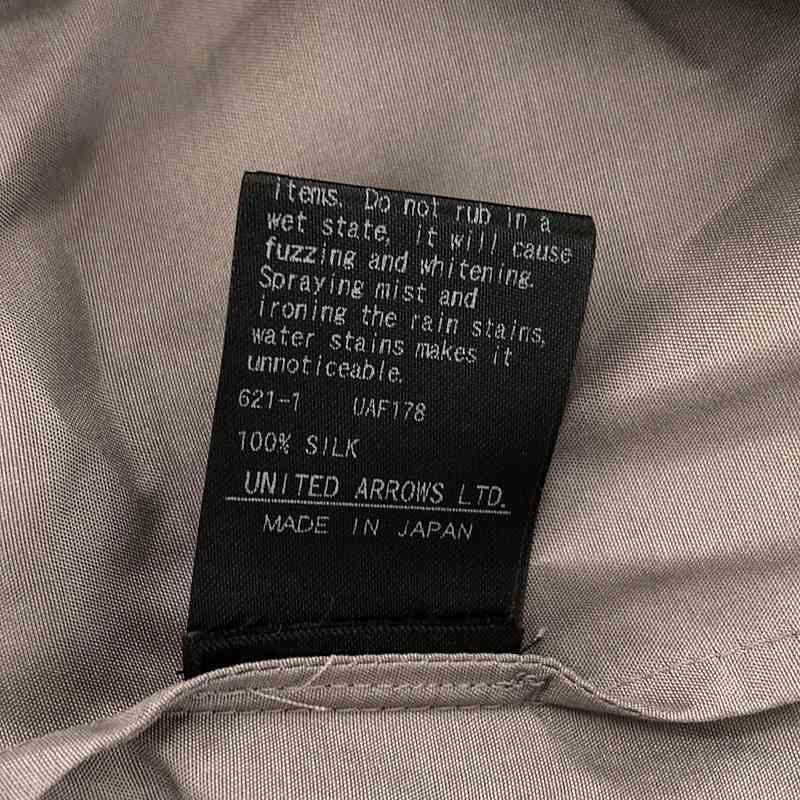 items. Do not rub in a
wet state, it will cause
fuzzing and whitening.
Spraying mist and
ironing the rain stains,
water stains makes it
unnoticeable.
621-1 UAF178
100% SILK
UNITED ARROWS LTD.
MADE IN JAPAN